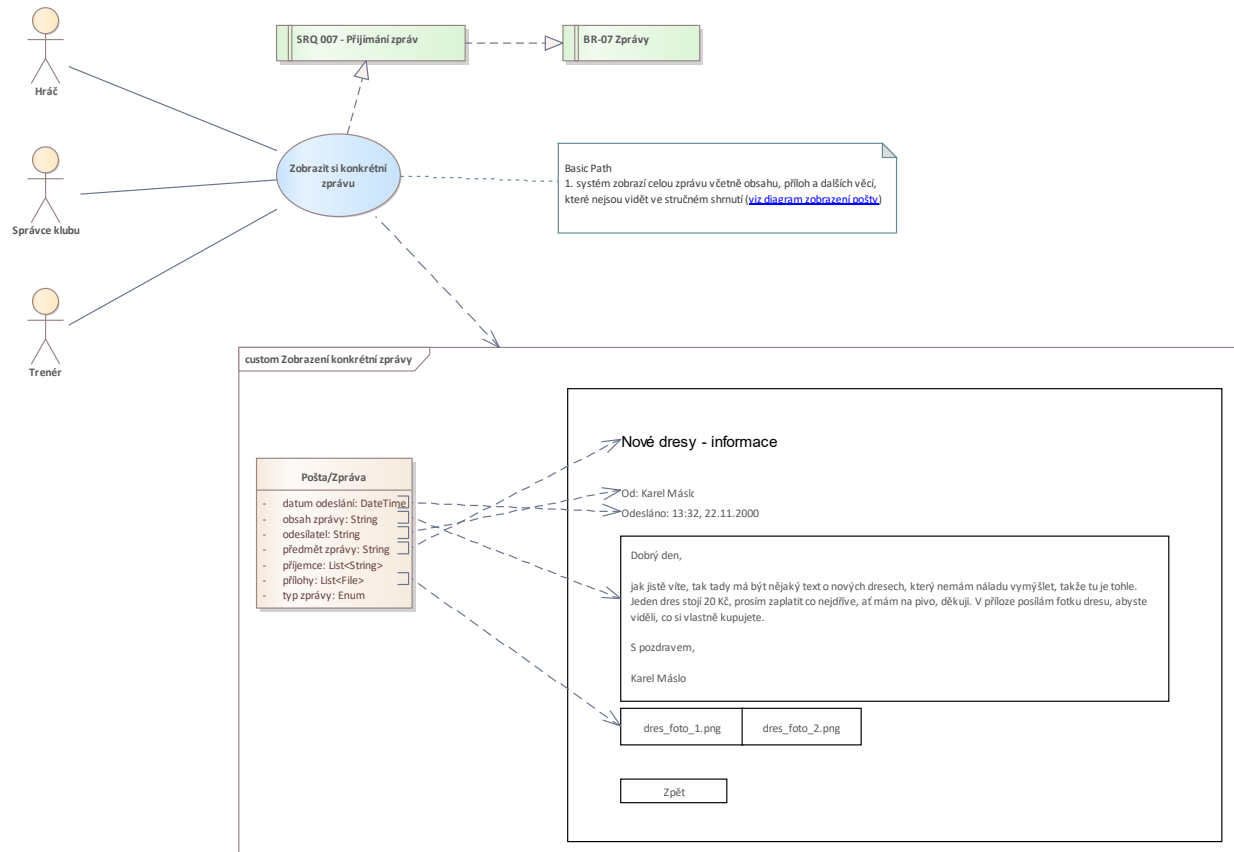 SRQ 007 - Přijímání zpráv
BR-07 Zprávy
Hráč
Zobrazit si konkrétní
zprávu
Basic Path
1. systém zobrazí celou zprávu včetně obsahu, příloh a dalších věcí,
které nejsou vidět ve stručném shrnutí (viz diagram zobrazení pošty)
Správce klubu
Trenér
custom Zobrazení konkrétní zprávy
Pošta/Zpráva
- datum odeslání: DateTime
- obsah zprávy: String
- odesílatel: String
- předmět zprávy: String
- příjemce: List<String>
- přílohy: List<File>
- typ zprávy: Enum
Nové dresy - informace
Od: Karel Máslo
Odesláno: 13:32, 22.11.2000
Dobrý den,
jak jistě víte, tak tady má být nějaký text o nových dresech, který nemám náladu vymýšlet, takže tu je tohle.
Jeden dres stojí 20 Kč, prosím zaplatit co nejdříve, ať mám na pivo, děkuji. V příloze posílám fotku dresu, abyste
viděli, co si vlastně kupujete.
S pozdravem,
Karel Máslo
dres_foto_1.png
dres_foto_2.png
Zpět